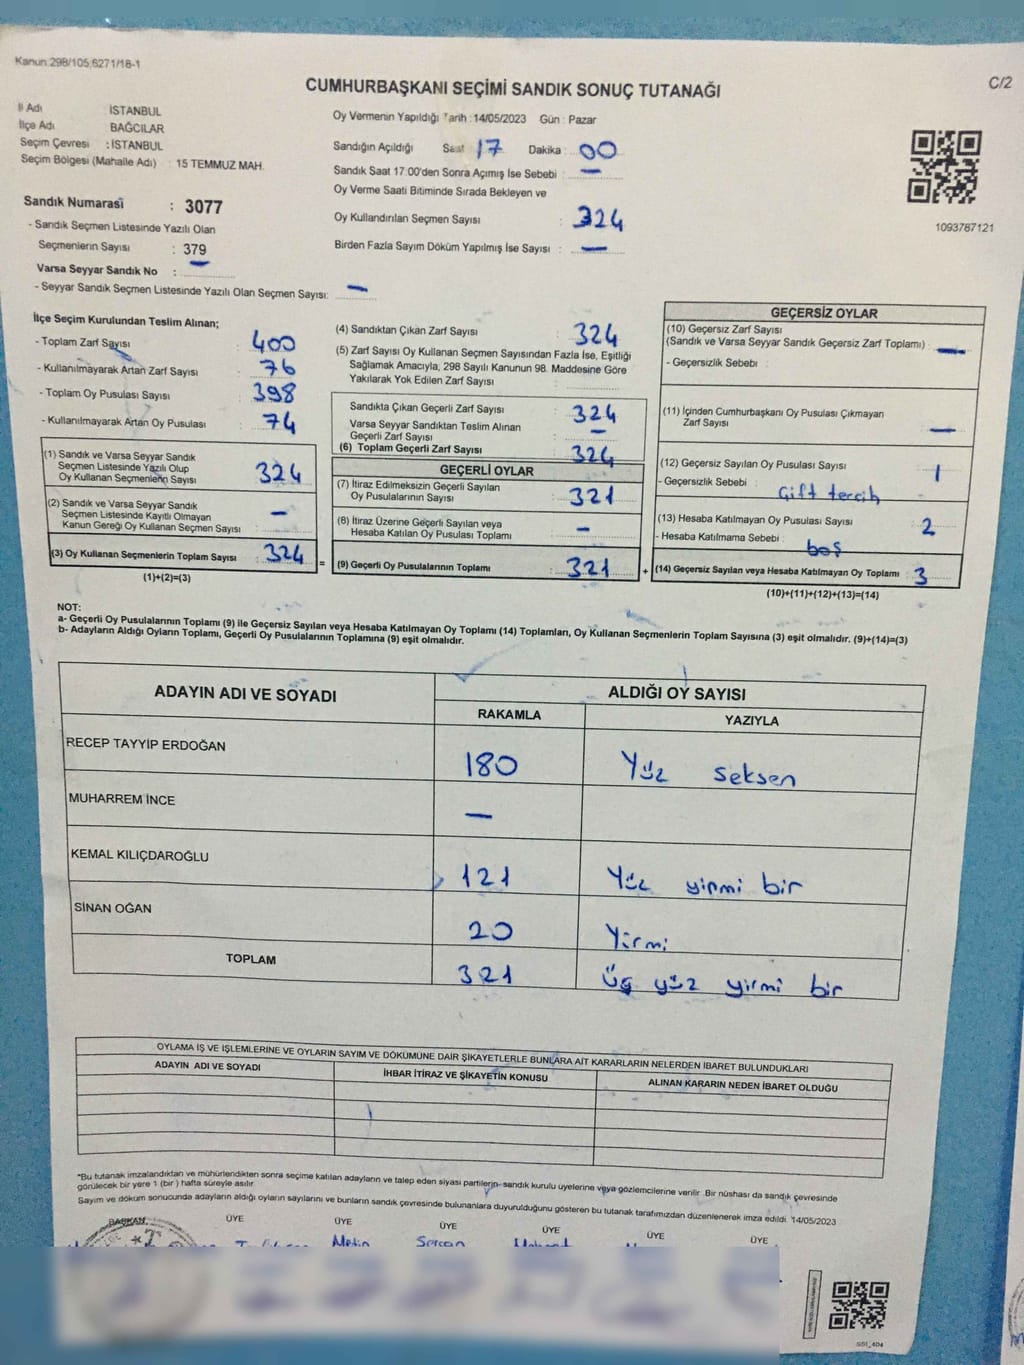 Kanun:298/105,6271/18-1
C/2
CUMHURBAŞKANI SEÇİMİ SANDIK SONUÇ TUTANAĞI
İl Adı İSTANBUL
İlçe Adı BAĞCILAR
Seçim Çevresi : İSTANBUL
Seçim Bölgesi (Mahalle Adı) : 15 TEMMUZ MAH.
Sandık Numarası : 3077
- Sandık Seçmen Listesinde Yazılı Olan
Seçmenlerin Sayısı : 379
Varsa Seyyar Sandık No : —
- Seyyar Sandık Seçmen Listesinde Yazılı Olan Seçmen Sayısı: —
Oy Vermenin Yapıldığı Tarih :14/05/2023 Gün : Pazar
Sandığın Açıldığı Saat 17 Dakika : 00
Sandık Saat 17:00'den Sonra Açımış İse Sebebi : —
Oy Verme Saati Bitiminde Sırada Bekleyen ve
Oy Kullandırılan Seçmen Sayısı : 324
Birden Fazla Sayım Döküm Yapılmış İse Sayısı : —
1093787121
İlçe Seçim Kurulundan Teslim Alınan;
- Toplam Zarf Sayısı : 400
- Kullanılmayarak Artan Zarf Sayısı : 76
- Toplam Oy Pusulası Sayısı : 398
- Kullanılmayarak Artan Oy Pusulası : 74
(1) Sandık ve Varsa Seyyar Sandık
Seçmen Listesinde Yazılı Olup
Oy Kullanan Seçmenlerin Sayısı : 324
(2) Sandık ve Varsa Seyyar Sandık
Seçmen Listesinde Kayıtlı Olmayan
Kanun Gereği Oy Kullanan Seçmen Sayısı : —
(3) Oy Kullanan Seçmenlerin Toplam Sayısı : 324 =
(1)+(2)=(3)
(4) Sandıktan Çıkan Zarf Sayısı : 324
(5) Zarf Sayısı Oy Kullanan Seçmen Sayısından Fazla İse, Eşitliği
Sağlamak Amacıyla, 298 Sayılı Kanunun 98. Maddesine Göre
Yakılarak Yok Edilen Zarf Sayısı :
Sandıkta Çıkan Geçerli Zarf Sayısı : 324
Varsa Seyyar Sandıktan Teslim Alınan
Geçerli Zarf Sayısı : —
(6) Toplam Geçerli Zarf Sayısı : 324
GEÇERLİ OYLAR
(7) İtiraz Edilmeksizin Geçerli Sayılan
Oy Pusulalarının Sayısı : 321
(8) İtiraz Üzerine Geçerli Sayılan veya
Hesaba Katılan Oy Pusulası Toplamı : —
(9) Geçerli Oy Pusulalarının Toplamı : 321 +
GEÇERSİZ OYLAR
(10) Geçersiz Zarf Sayısı
(Sandık ve Varsa Seyyar Sandık Geçersiz Zarf Toplamı) : —
- Geçersizlik Sebebi :
(11) İçinden Cumhurbaşkanı Oy Pusulası Çıkmayan
Zarf Sayısı : —
(12) Geçersiz Sayılan Oy Pusulası Sayısı : 1
- Geçersizlik Sebebi : Çift tercih
(13) Hesaba Katılmayan Oy Pusulası Sayısı : 2
- Hesaba Katılmama Sebebi : boş
(14) Geçersiz Sayılan veya Hesaba Katılmayan Oy Toplamı : 3
(10)+(11)+(12)+(13)=(14)
NOT:
a- Geçerli Oy Pusulalarının Toplamı (9) ile Geçersiz Sayılan veya Hesaba Katılmayan Oy Toplamı (14) Toplamları, Oy Kullanan Seçmenlerin Toplam Sayısına (3) eşit olmalıdır. (9)+(14)=(3)
b- Adayların Aldığı Oyların Toplamı, Geçerli Oy Pusulalarının Toplamına (9) eşit olmalıdır.
ADAYIN ADI VE SOYADI ALDIĞI OY SAYISI
RAKAMLA YAZIYLA
RECEP TAYYİP ERDOĞAN 180 Yüz seksen
MUHARREM İNCE —
KEMAL KILIÇDAROĞLU 121 Yüz yirmi bir
SİNAN OĞAN 20 Yirmi
TOPLAM 321 üç yüz yirmi bir
OYLAMA İŞ VE İŞLEMLERİNE VE OYLARIN SAYIM VE DÖKÜMÜNE DAİR ŞİKAYETLERLE BUNLARA AİT KARARLARIN NELERDEN İBARET BULUNDUKLARI
ADAYIN ADI VE SOYADI İHBAR İTİRAZ VE ŞİKAYETİN KONUSU ALINAN KARARIN NEDEN İBARET OLDUĞU
*Bu tutanak imzalandıktan ve mühürlendikten sonra seçime katılan adayların ve talep eden siyasi partilerin- sandık kurulu üyelerine veya gözlemcilerine verilir. Bir nüshası da sandık çevresinde
görülecek bir yere 1 (bir ) hafta süreyle asılır.
Sayım ve döküm sonucunda adayların aldığı oyların sayılarını ve bunların sandık çevresinde bulunanlara duyurulduğunu gösteren bu tutanak tarafımızdan düzenlenerek imza edildi. 14/05/2023
BAŞKAN ÜYE ÜYE ÜYE ÜYE ÜYE ÜYE
Metin Sercan